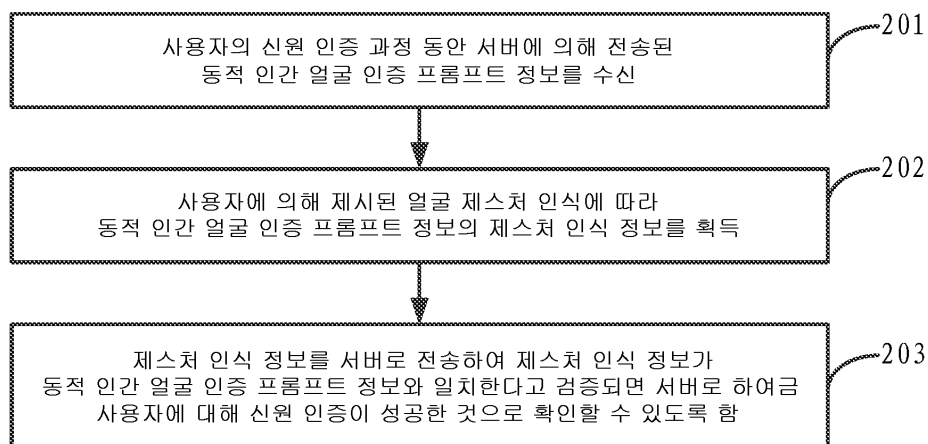 사용자의 신원 인증 과정 동안 서버에 의해 전송된
동적 인간 얼굴 인증 프롬프트 정보를 수신
201
사용자에 의해 제시된 얼굴 제스처 인식에 따라
동적 인간 얼굴 인증 프롬프트 정보의 제스처 인식 정보를 획득
202
제스처 인식 정보를 서버로 전송하여 제스처 인식 정보가
동적 인간 얼굴 인증 프롬프트 정보와 일치한다고 검증되면 서버로 하여금
사용자에 대해 신원 인증이 성공한 것으로 확인할 수 있도록 함
203